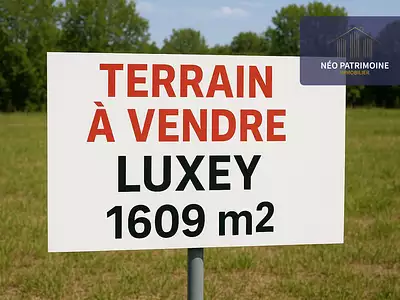 NÉO PATRIMOINE
IMMOBILIER
TERRAIN
À VENDRE
LUXEY
1609 m2